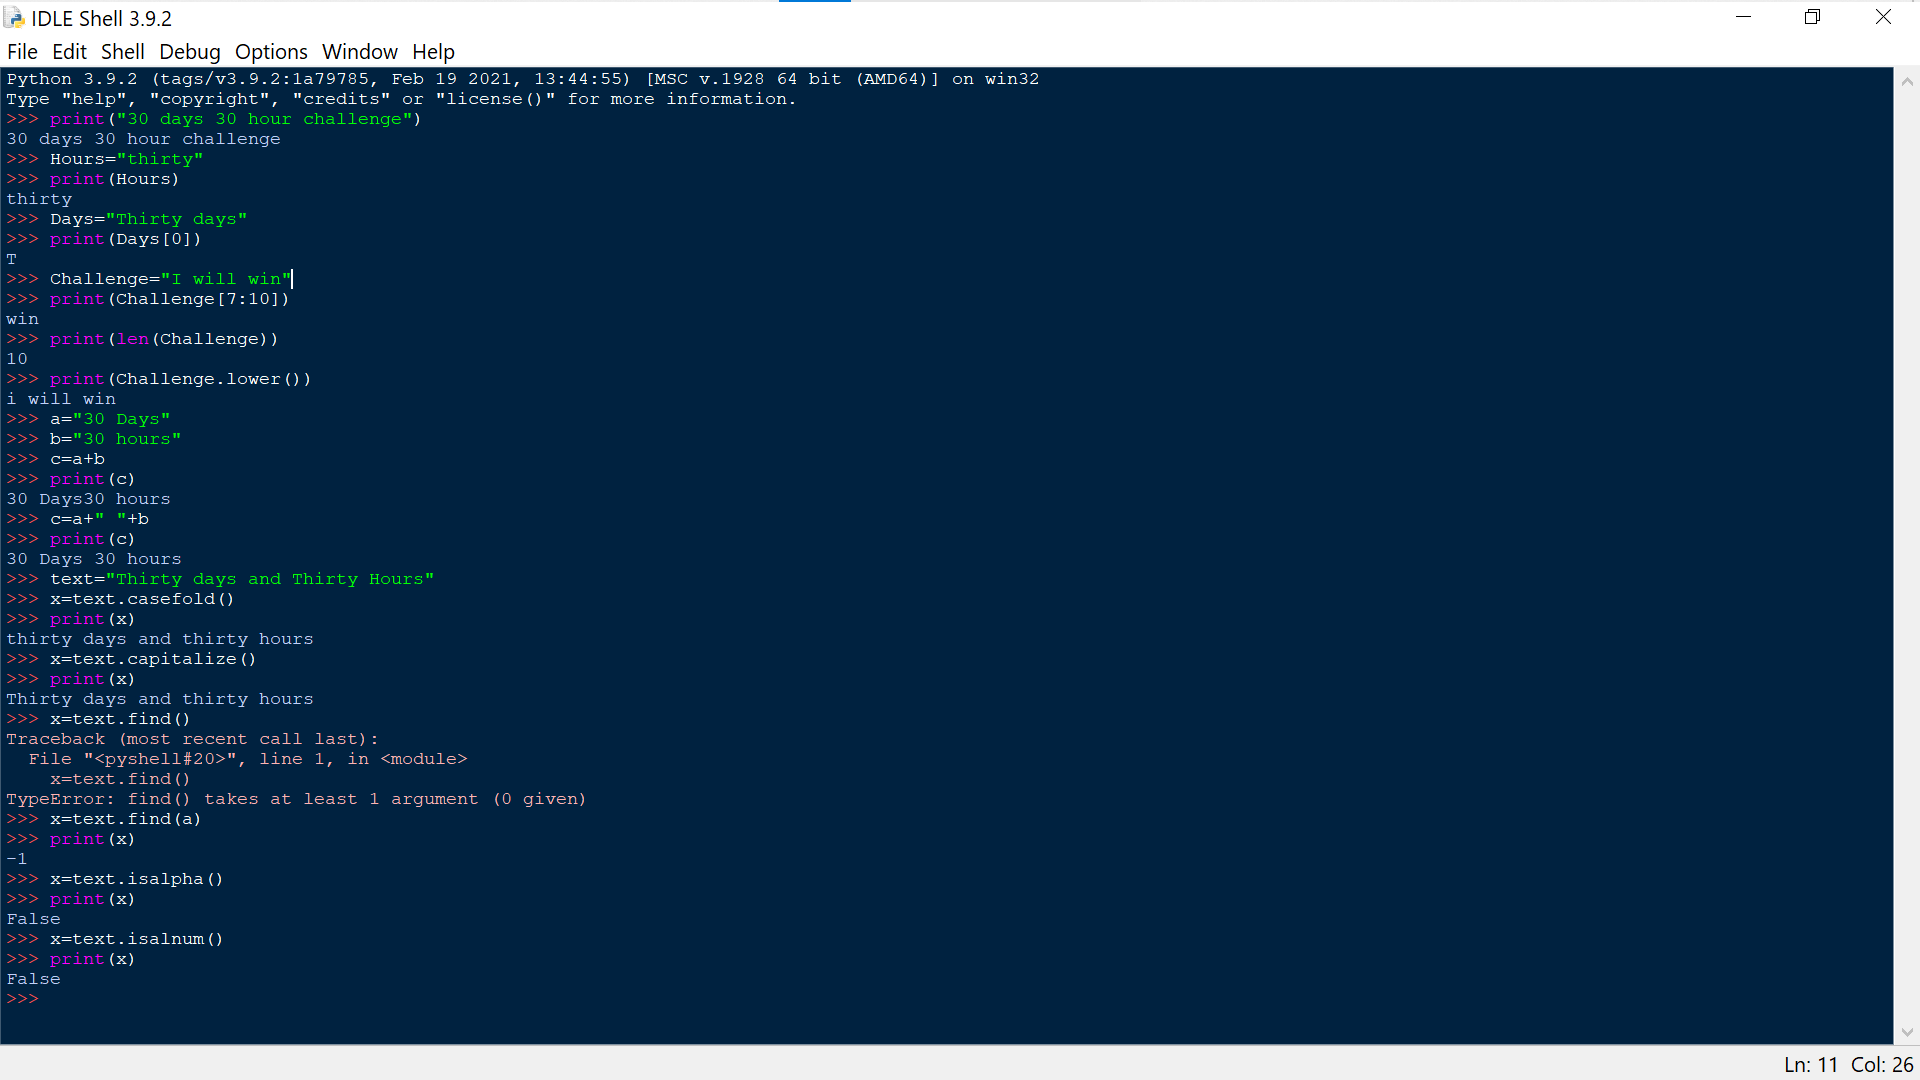 IDLE Shell 3.9.2
File Edit Shell Debug Options Window Help
Python 3.9.2 (tags/v3.9.2:1a79785, Feb 19 2021, 13:44:55) [MSC v.1928 64 bit (AMD64)] on win32
Type "help", "copyright", "credits" or "license()" for more information.
>>> print("30 days 30 hour challenge")
30 days 30 hour challenge
>>> Hours="thirty"
>>> print(Hours)
thirty
>>> Days="Thirty days"
>>> print(Days[0])
T
>>> Challenge="I will win"
>>> print(Challenge[7:10])
win
>>> print(len(Challenge))
10
>>> print(Challenge.lower())
i will win
>>> a="30 Days"
>>> b="30 hours"
>>> c=a+b
>>> print(c)
30 Days30 hours
>>> c=a+" "+b
>>> print(c)
30 Days 30 hours
>>> text="Thirty days and Thirty Hours"
>>> x=text.casefold()
>>> print(x)
thirty days and thirty hours
>>> x=text.capitalize()
>>> print(x)
Thirty days and thirty hours
>>> x=text.find()
Traceback (most recent call last):
  File "<pyshell#20>", line 1, in <module>
    x=text.find()
TypeError: find() takes at least 1 argument (0 given)
>>> x=text.find(a)
>>> print(x)
-1
>>> x=text.isalpha()
>>> print(x)
False
>>> x=text.isalnum()
>>> print(x)
False
>>>
Ln: 11 Col: 26